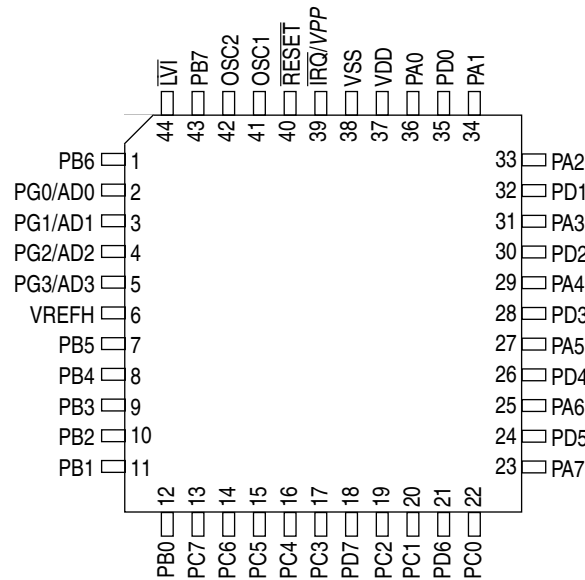 LVI PB7 OSC2 OSC1 RESET IRQ/VPP VSS VDD PA0 PD0 PA1
44 43 42 41 40 39 38 37 36 35 34
PB6 1 33 PA2
PG0/AD0 2 32 PD1
PG1/AD1 3 31 PA3
PG2/AD2 4 30 PD2
PG3/AD3 5 29 PA4
VREFH 6 28 PD3
PB5 7 27 PA5
PB4 8 26 PD4
PB3 9 25 PA6
PB2 10 24 PD5
PB1 11 23 PA7
12 13 14 15 16 17 18 19 20 21 22
PB0 PC7 PC6 PC5 PC4 PC3 PD7 PC2 PC1 PD6 PC0